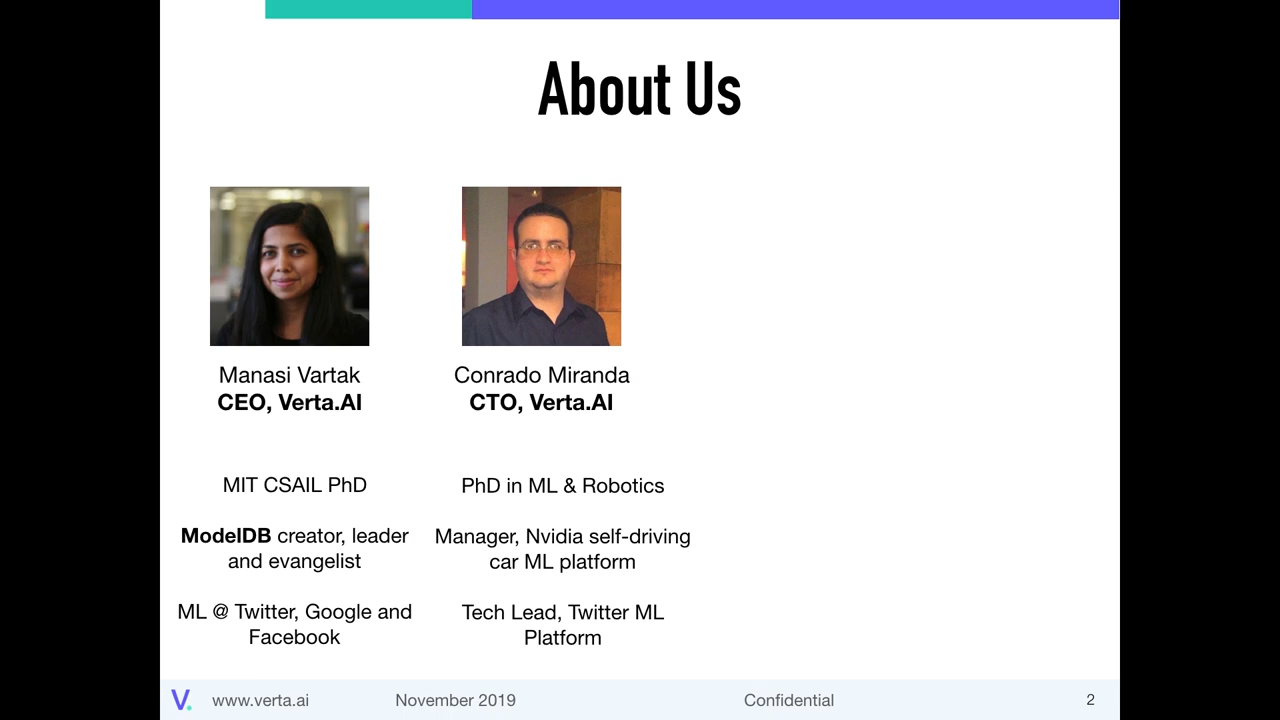 About Us
Manasi Vartak
CEO, Verta.AI
MIT CSAIL PhD
ModelDB creator, leader
and evangelist
ML @ Twitter, Google and
Facebook
Conrado Miranda
CTO, Verta.AI
PhD in ML & Robotics
Manager, Nvidia self-driving
car ML platform
Tech Lead, Twitter ML
Platform
V. www.verta.ai November 2019 Confidential 2